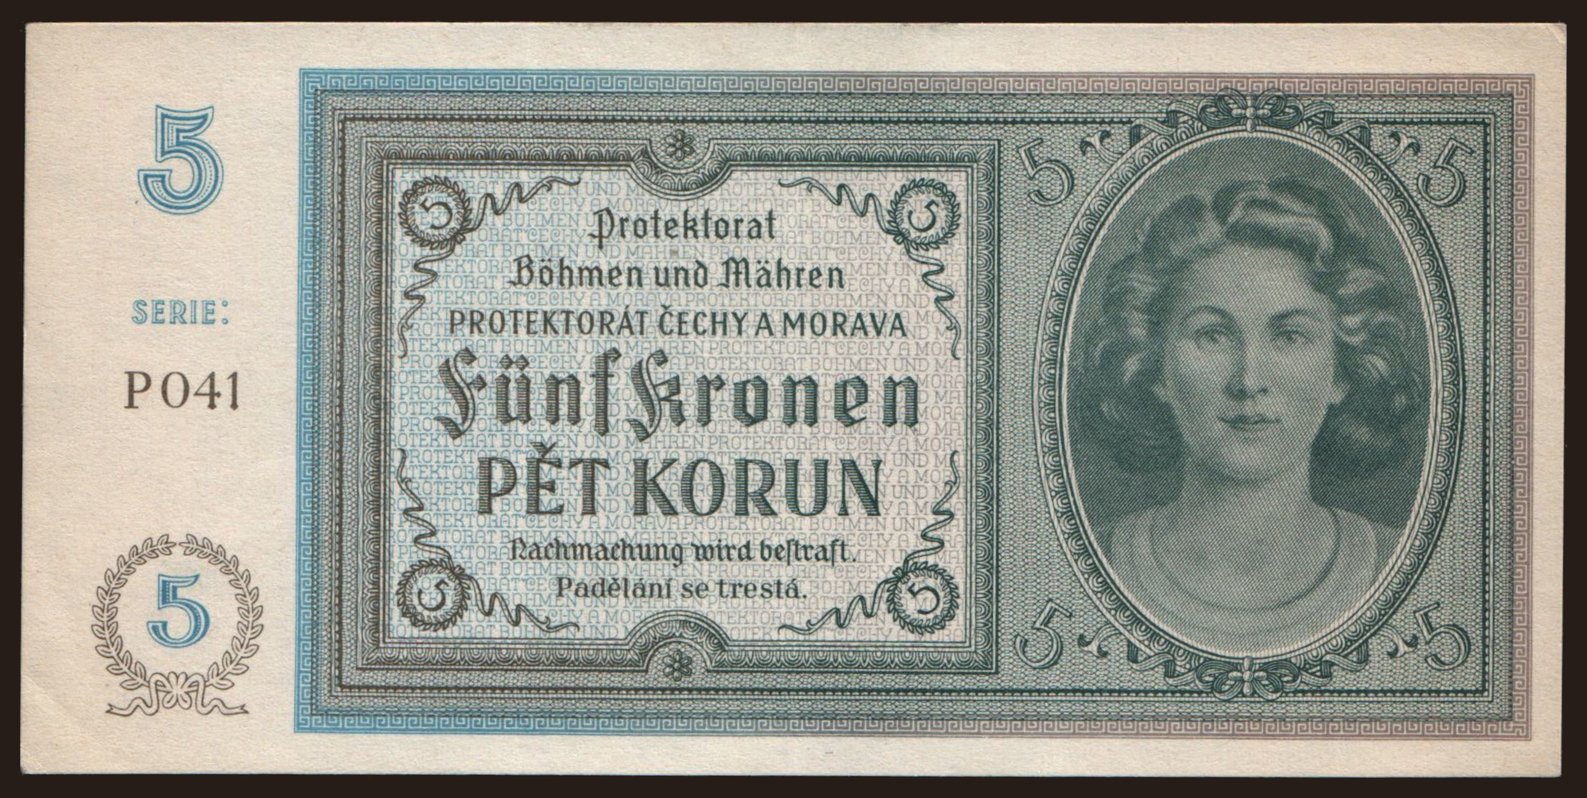 5
SERIE:
P041
5
Protektorat
Böhmen und Mähren
PROTEKTORÁT ČECHY A MORAVA
Fünf Kronen
PĚT KORUN
Nachmachung wird bestraft.
Padělání se trestá.
5
5
5
5
5
5
5
5